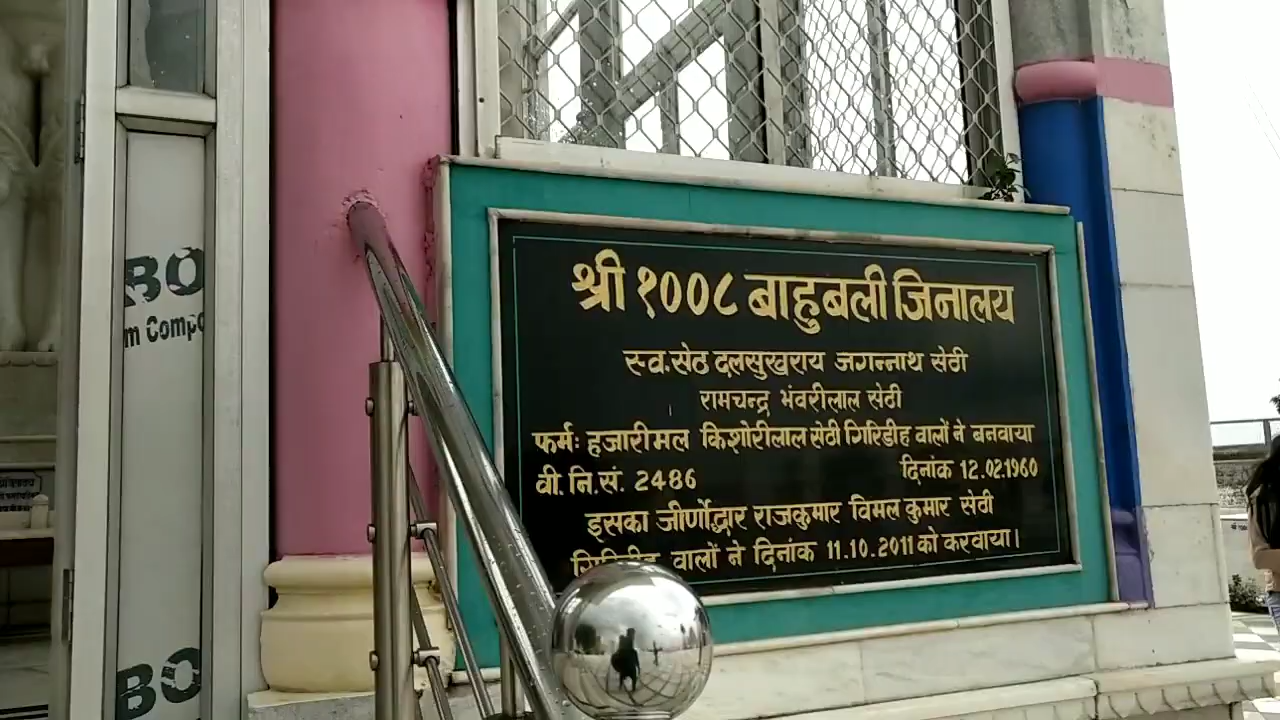 श्री १००८ बाहुबली जिनालय
स्व.सेठ दलसुखराय जगन्नाथ सेठी
रामचन्द्र भंवरीलाल सेठी
फर्मः हजारीमल किशोरीलाल सेठी गिरिडीह वालों ने बनवाया
वी.नि.सं. 2486 दिनांक 12.02.1960
इसका जीर्णोद्धार राजकुमार विमल कुमार सेठी
गिरिडीह वालों ने दिनांक 11.10.2011 को करवाया।
BO
m Compo
BO